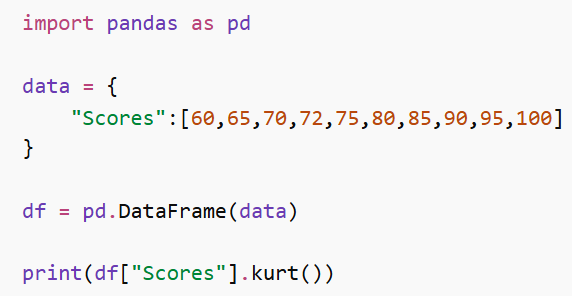 import pandas as pd
data = {
    "Scores":[60,65,70,72,75,80,85,90,95,100]
}
df = pd.DataFrame(data)
print(df["Scores"].kurt())